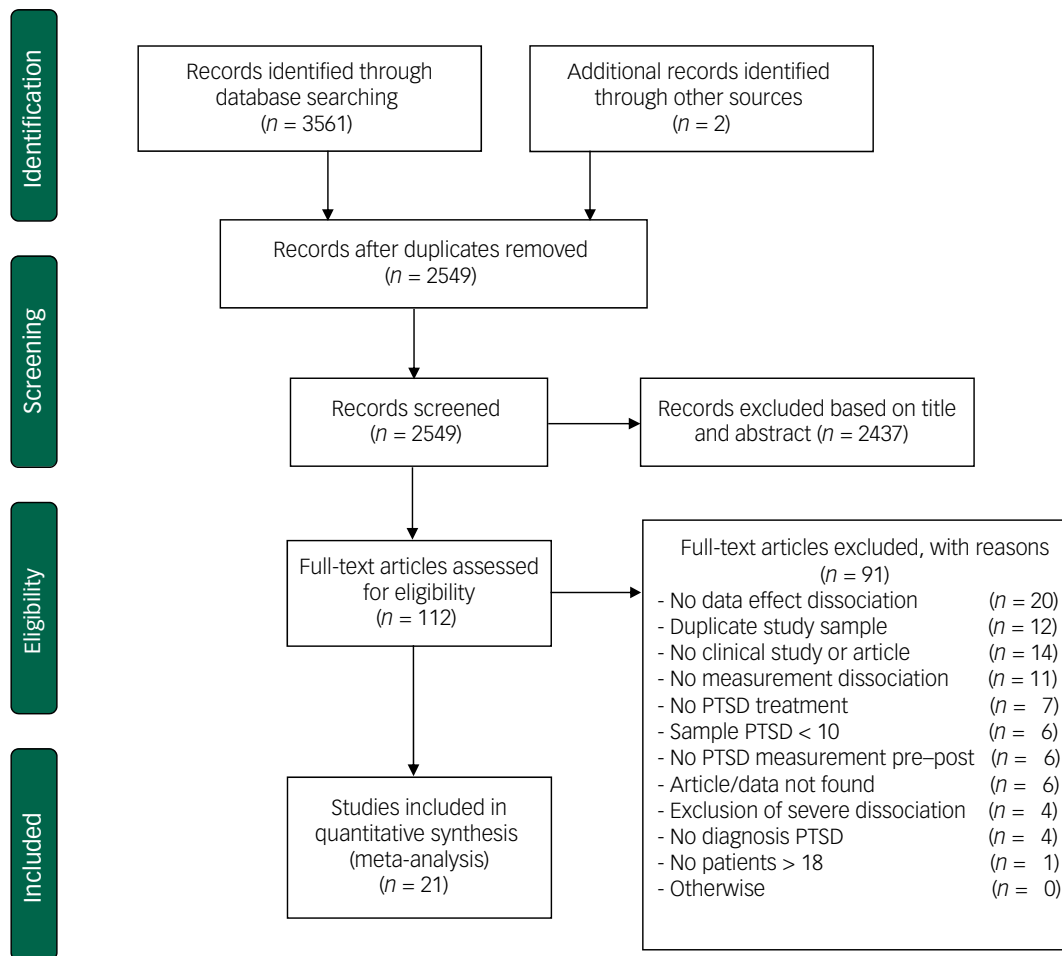 Identification
Records identified through
database searching
(n = 3561)
Additional records identified
through other sources
(n = 2)
Screening
Records after duplicates removed
(n = 2549)
Records screened
(n = 2549)
Records excluded based on title
and abstract (n = 2437)
Eligibility
Full-text articles assessed
for eligibility
(n = 112)
Full-text articles excluded, with reasons
(n = 91)
- No data effect dissociation (n = 20)
- Duplicate study sample (n = 12)
- No clinical study or article (n = 14)
- No measurement dissociation (n = 11)
- No PTSD treatment (n = 7)
- Sample PTSD < 10 (n = 6)
- No PTSD measurement pre–post (n = 6)
- Article/data not found (n = 6)
- Exclusion of severe dissociation (n = 4)
- No diagnosis PTSD (n = 4)
- No patients > 18 (n = 1)
- Otherwise (n = 0)
Included
Studies included in
quantitative synthesis
(meta-analysis)
(n = 21)